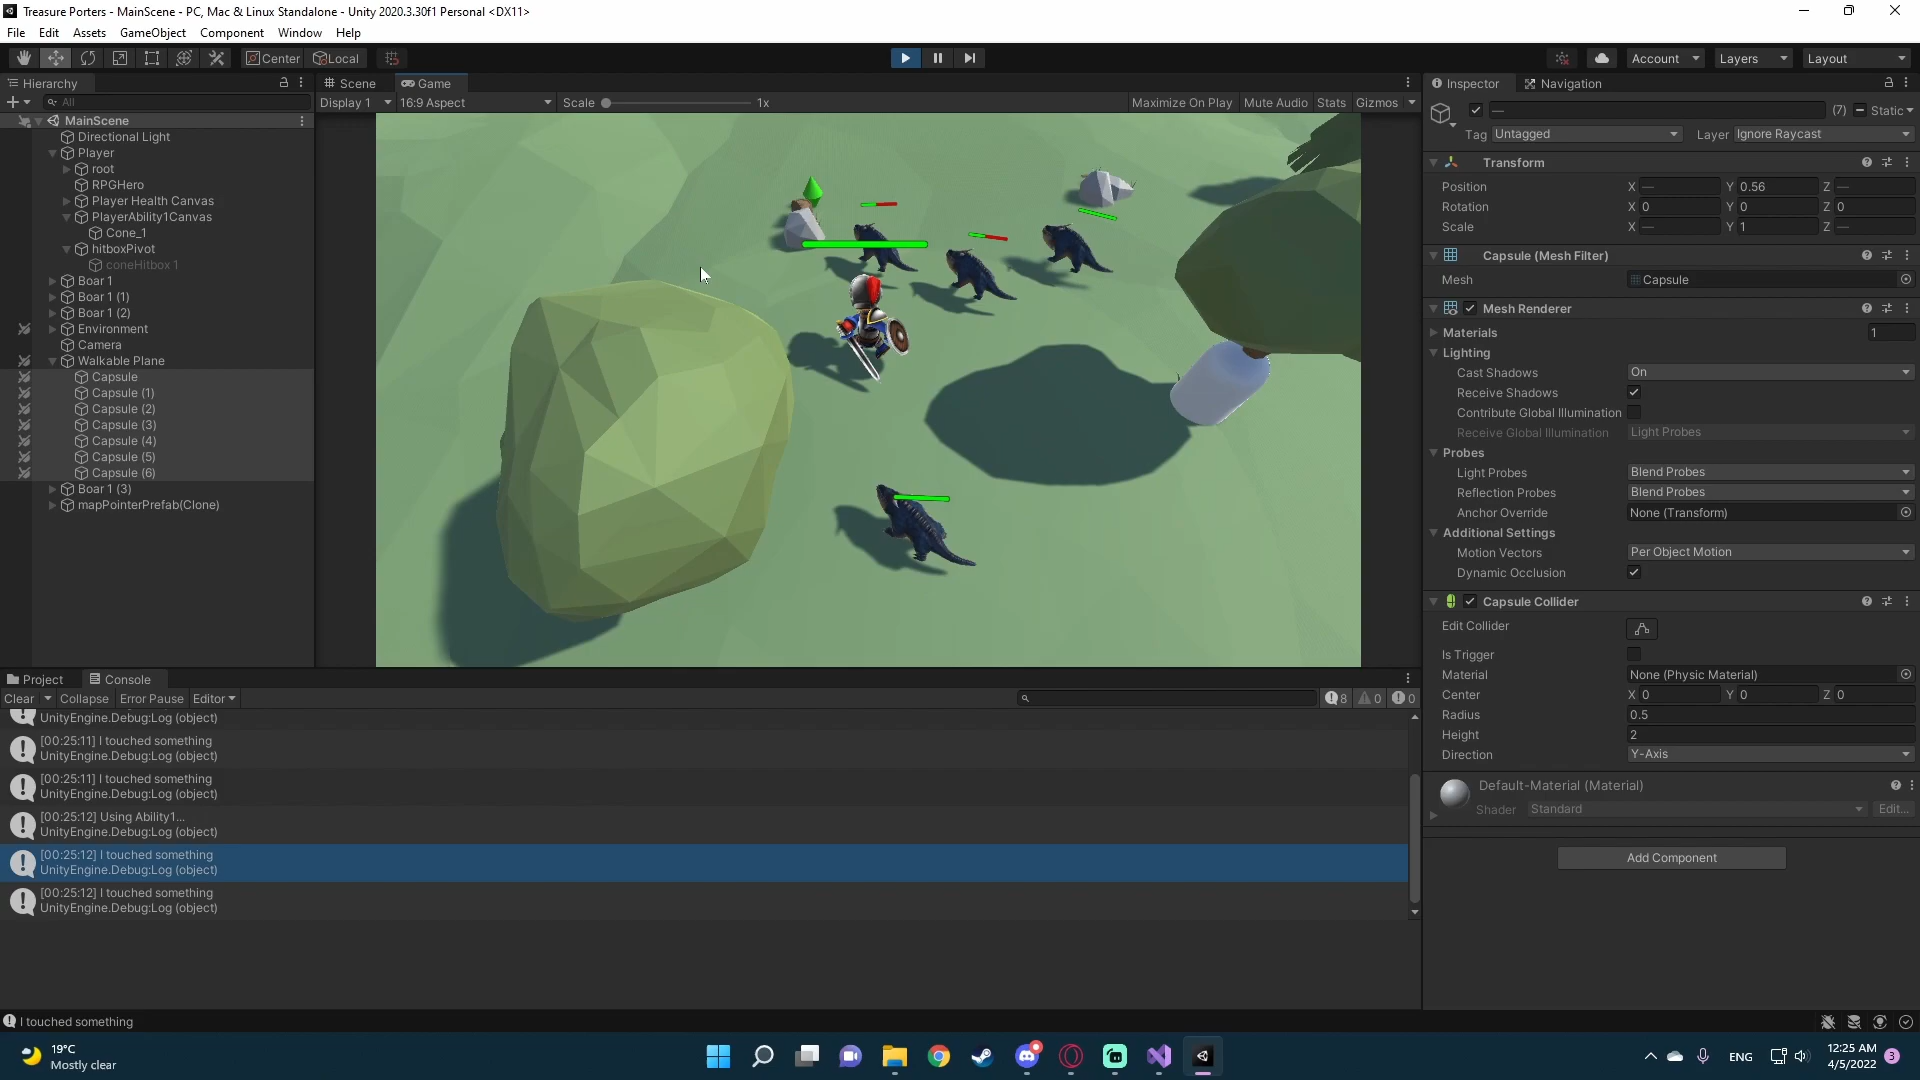 Treasure Porters - MainScene - PC, Mac & Linux Standalone - Unity 2020.3.30f1 Personal <DX11>
File Edit Assets GameObject Component Window Help
Center Local Account Layers Layout
Hierarchy
All
MainScene
Directional Light
Player
root
RPGHero
Player Health Canvas
PlayerAbility1Canvas
Cone_1
hitboxPivot
coneHitbox 1
Boar 1
Boar 1 (1)
Boar 1 (2)
Environment
Camera
Walkable Plane
Capsule
Capsule (1)
Capsule (2)
Capsule (3)
Capsule (4)
Capsule (5)
Capsule (6)
Boar 1 (3)
mapPointerPrefab(Clone)
Scene Game
Display 1 16:9 Aspect Scale 1x Maximize On Play Mute Audio Stats Gizmos
Inspector Navigation
— (7) Static
Tag Untagged Layer Ignore Raycast
Transform
Position X — Y 0.56 Z —
Rotation X 0 Y 0 Z 0
Scale X — Y 1 Z —
Capsule (Mesh Filter)
Mesh Capsule
Mesh Renderer
Materials 1
Lighting
Cast Shadows On
Receive Shadows
Contribute Global Illumination
Receive Global Illumination Light Probes
Probes
Light Probes Blend Probes
Reflection Probes Blend Probes
Anchor Override None (Transform)
Additional Settings
Motion Vectors Per Object Motion
Dynamic Occlusion
Capsule Collider
Edit Collider
Is Trigger
Material None (Physic Material)
Center X 0 Y 0 Z 0
Radius 0.5
Height 2
Direction Y-Axis
Default-Material (Material)
Shader Standard Edit...
Add Component
Project Console
Clear Collapse Error Pause Editor 8 0 0
UnityEngine.Debug:Log (object)
[00:25:11] I touched something
UnityEngine.Debug:Log (object)
[00:25:11] I touched something
UnityEngine.Debug:Log (object)
[00:25:12] Using Ability1...
UnityEngine.Debug:Log (object)
[00:25:12] I touched something
UnityEngine.Debug:Log (object)
[00:25:12] I touched something
UnityEngine.Debug:Log (object)
I touched something
19°C
Mostly clear
ENG
12:25 AM
4/5/2022
3